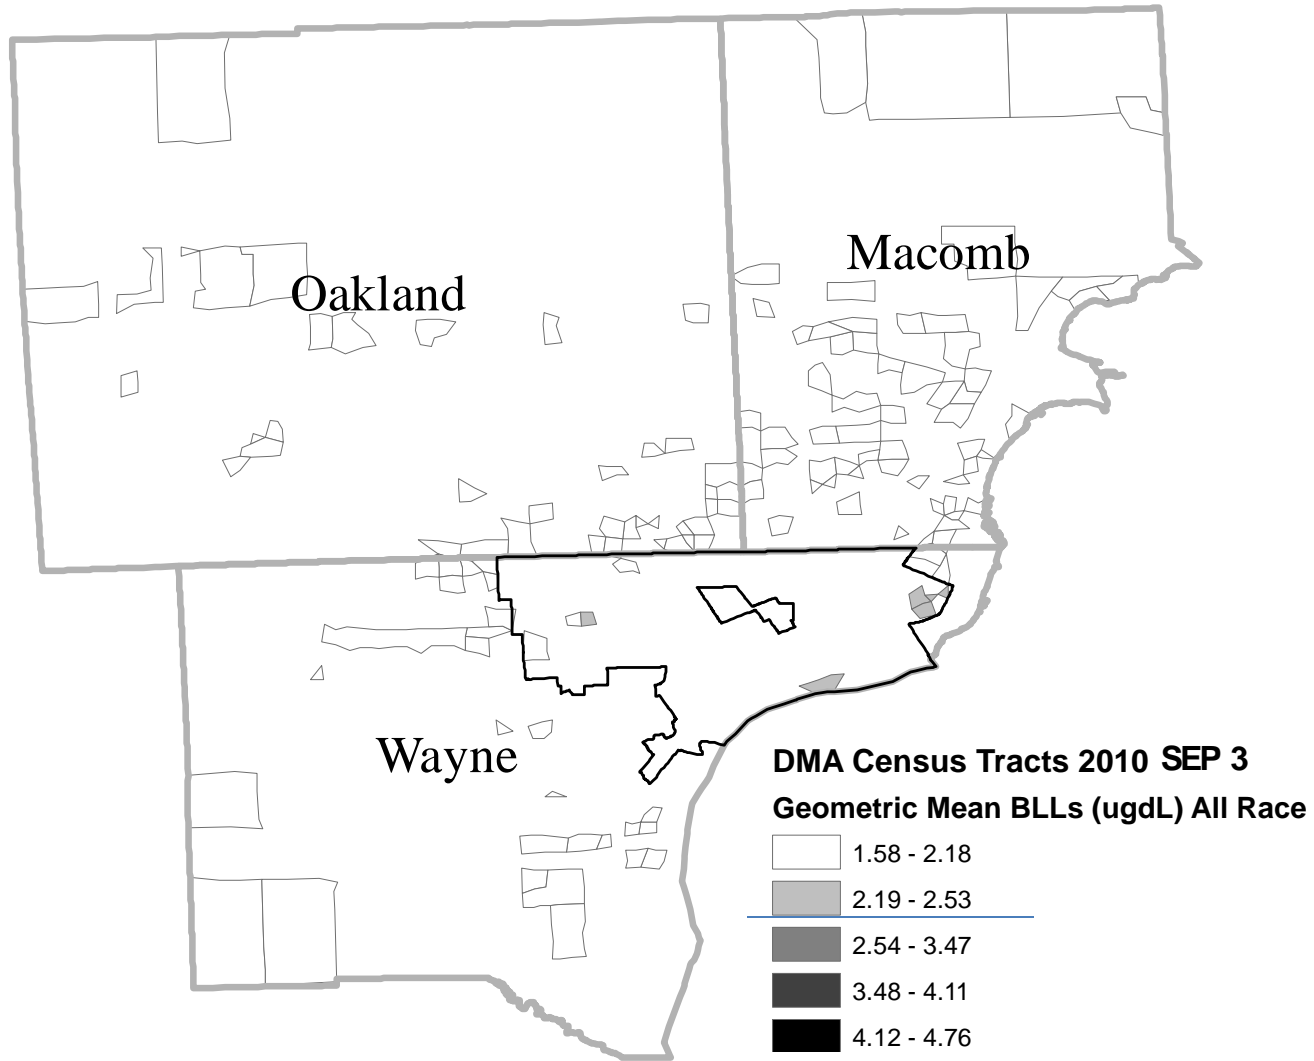 Macomb
Oakland
Wayne
DMA Census Tracts 2010 SEP 3
Geometric Mean BLLs (ugdL) All Race
1.58 - 2.18
2.19 - 2.53
2.54 - 3.47
3.48 - 4.11
4.12 - 4.76